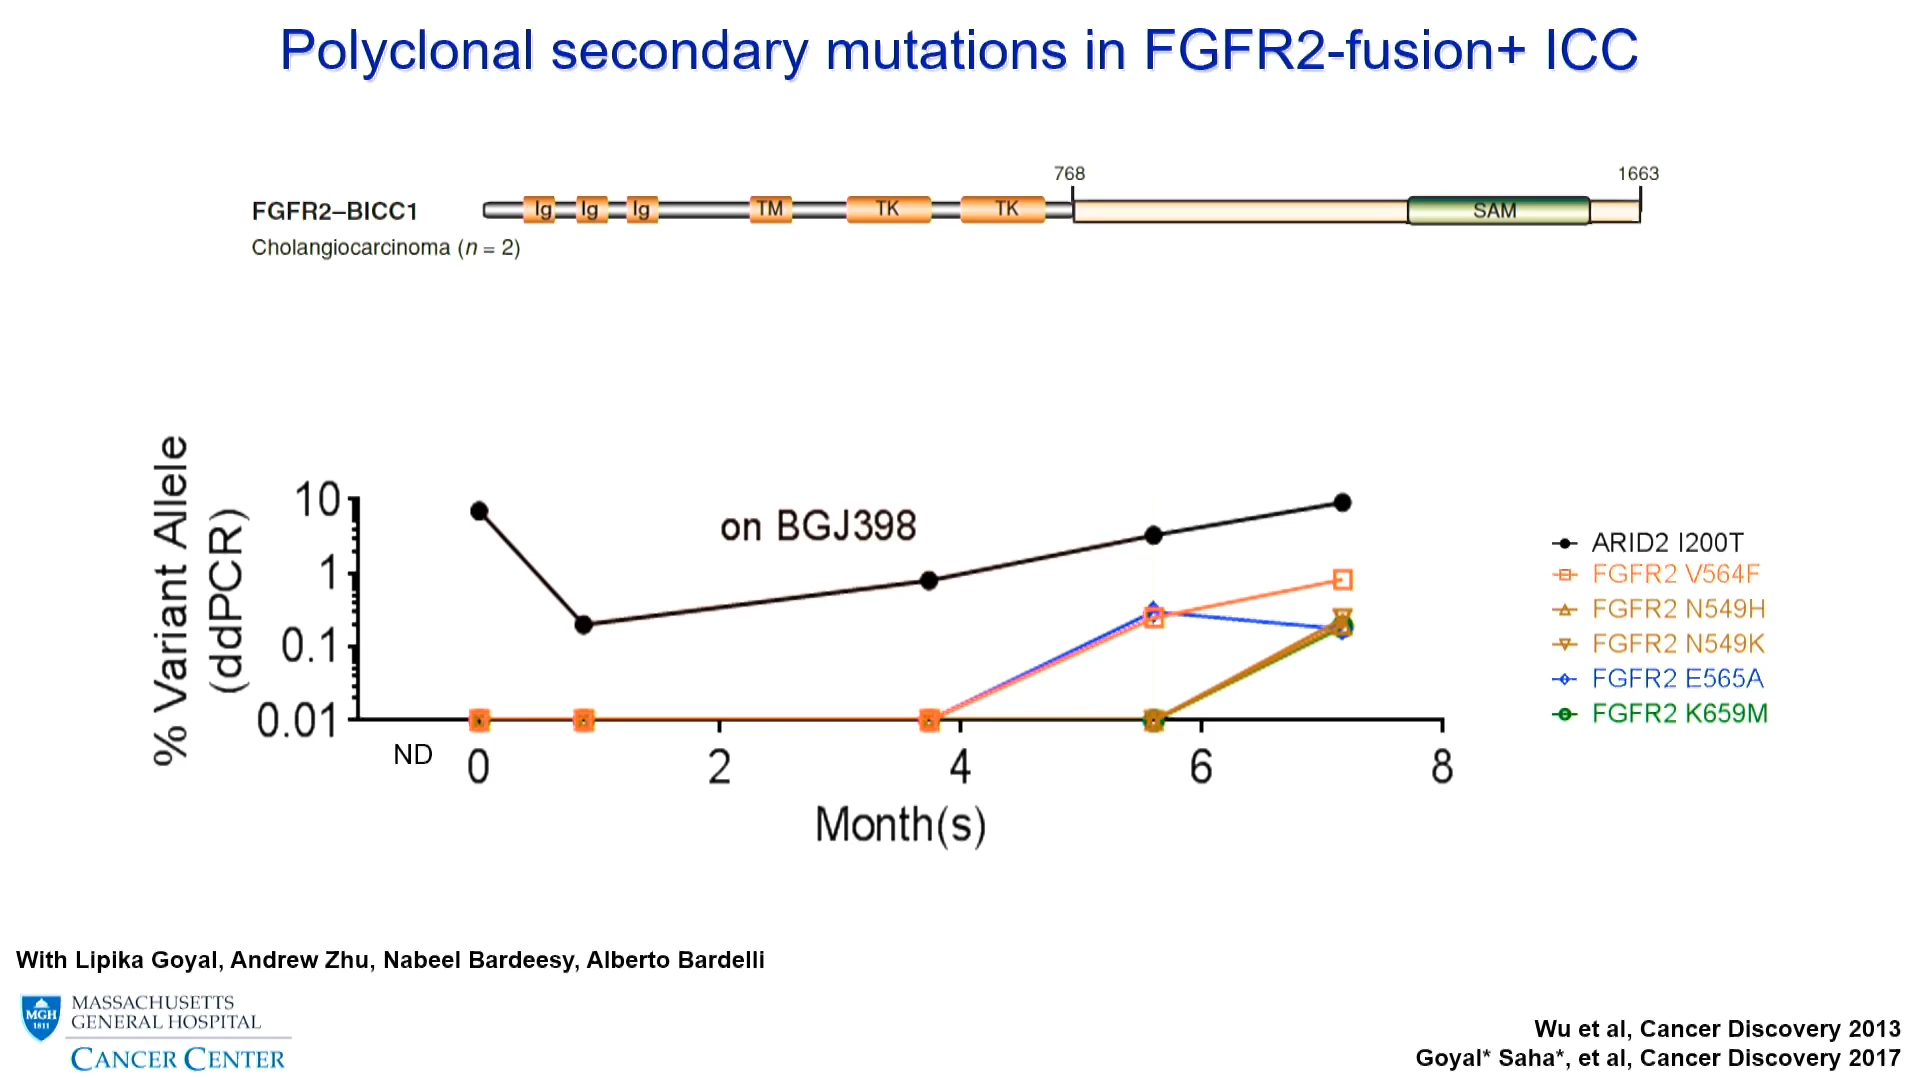 Polyclonal secondary mutations in FGFR2-fusion+ ICC
768
1663
FGFR2–BICC1
Ig Ig Ig TM TK TK SAM
Cholangiocarcinoma (n = 2)
% Variant Allele
(ddPCR)
10
1
0.1
0.01
on BGJ398
ND
0 2 4 6 8
Month(s)
ARID2 I200T
FGFR2 V564F
FGFR2 N549H
FGFR2 N549K
FGFR2 E565A
FGFR2 K659M
With Lipika Goyal, Andrew Zhu, Nabeel Bardeesy, Alberto Bardelli
MGH
1811
MASSACHUSETTS
GENERAL HOSPITAL
CANCER CENTER
Wu et al, Cancer Discovery 2013
Goyal* Saha*, et al, Cancer Discovery 2017